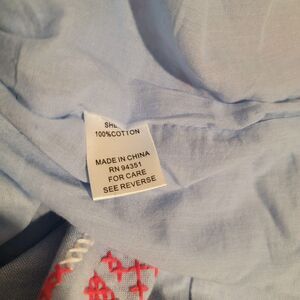 100%COTTON
MADE IN CHINA
RN 94351
FOR CARE
SEE REVERSE